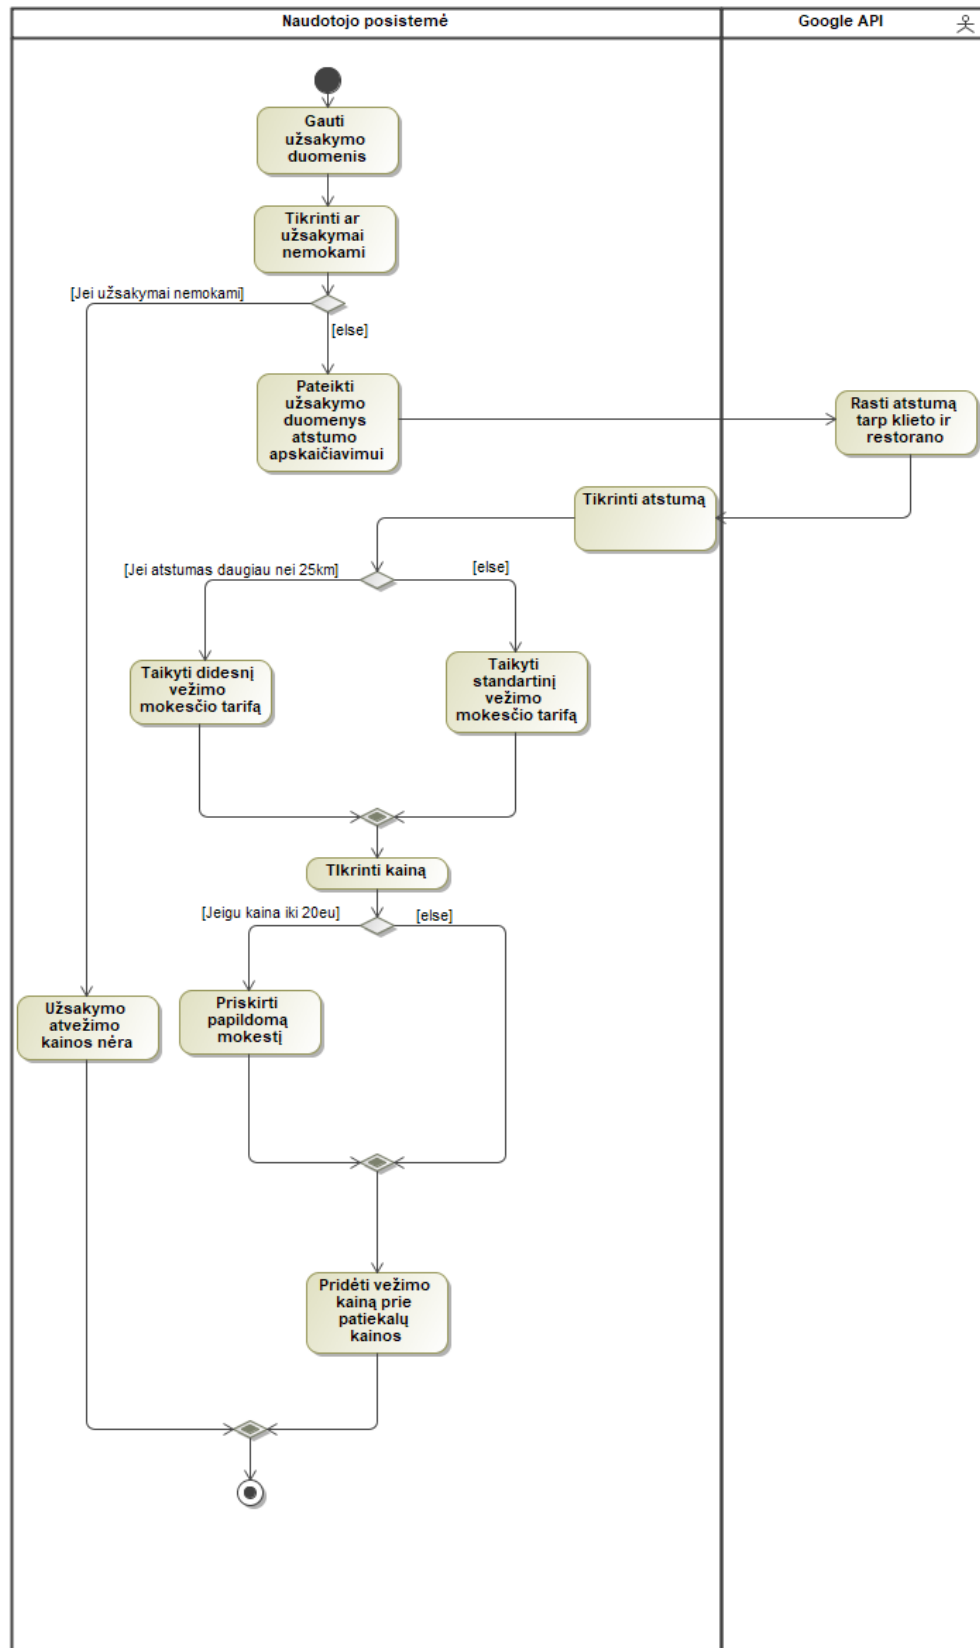 Naudotojo posistemė
Google API
Gauti
užsakymo
duomenis
Tikrinti ar
užsakymai
nemokami
[Jei užsakymai nemokami]
[else]
Pateikti
užsakymo
duomenys
atstumo
apskaičiavimui
Rasti atstumą
tarp klieto ir
restorano
Tikrinti atstumą
[Jei atstumas daugiau nei 25km]
[else]
Taikyti didesnį
vežimo
mokesčio tarifą
Taikyti
standartinį
vežimo
mokesčio tarifą
TIkrinti kainą
[Jeigu kaina iki 20eu]
[else]
Užsakymo
atvežimo
kainos nėra
Priskirti
papildomą
mokestį
Pridėti vežimo
kainą prie
patiekalų
kainos